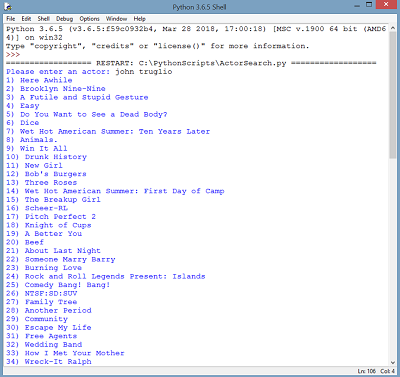 Python 3.6.5 Shell
File Edit Shell Debug Options Window Help
Python 3.6.5 (v3.6.5:f59c0932b4, Mar 28 2018, 17:00:18) [MSC v.1900 64 bit (AMD6
4)] on win32
Type "copyright", "credits" or "license()" for more information.
>>>
================== RESTART: C:\PythonScripts\ActorSearch.py ==================
Please enter an actor: john truglio
1) Here Awhile
2) Brooklyn Nine-Nine
3) A Futile and Stupid Gesture
4) Easy
5) Do You Want to See a Dead Body?
6) Dice
7) Wet Hot American Summer: Ten Years Later
8) Animals.
9) Win It All
10) Drunk History
11) New Girl
12) Bob's Burgers
13) Three Roses
14) Wet Hot American Summer: First Day of Camp
15) The Breakup Girl
16) Scheer-RL
17) Pitch Perfect 2
18) Knight of Cups
19) A Better You
20) Beef
21) About Last Night
22) Someone Marry Barry
23) Burning Love
24) Rock and Roll Legends Present: Islands
25) Comedy Bang! Bang!
26) NTSF:SD:SUV
27) Family Tree
28) Another Period
29) Community
30) Escape My Life
31) Free Agents
32) Wedding Band
33) How I Met Your Mother
34) Wreck-It Ralph
Ln: 106 Col: 4